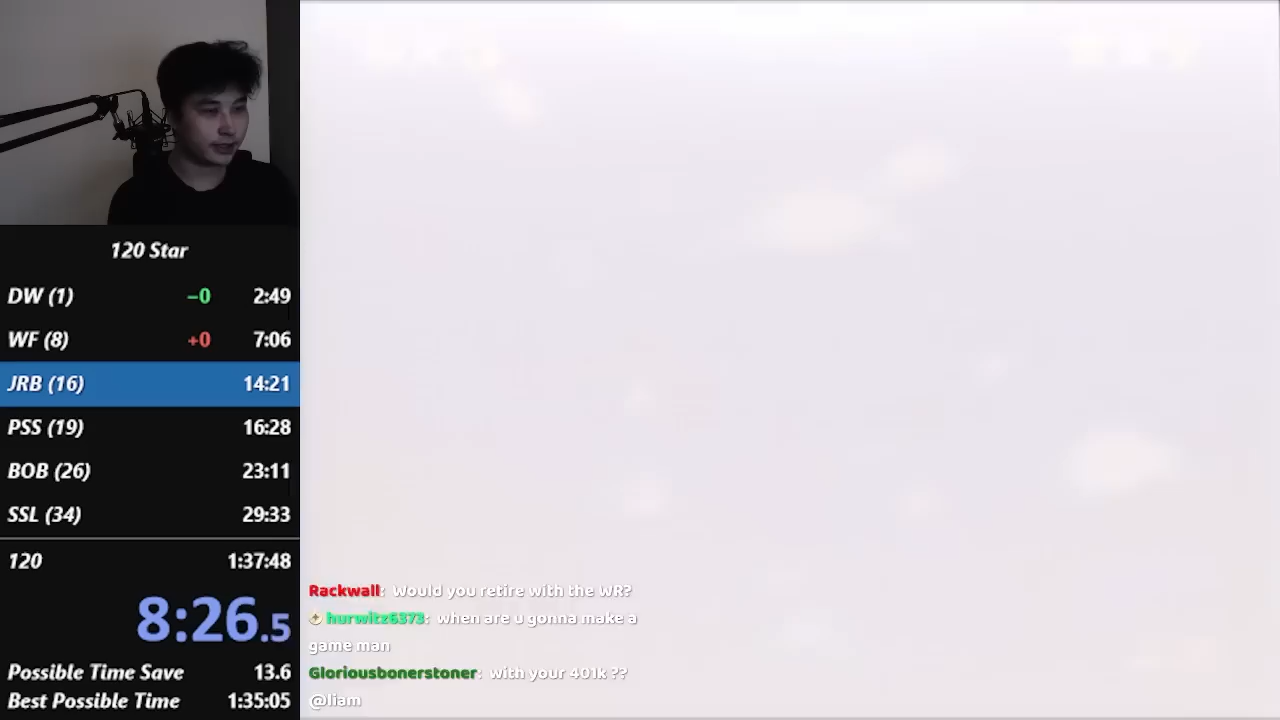 120 Star
DW (1) −0 2:49
WF (8) +0 7:06
JRB (16) 14:21
PSS (19) 16:28
BOB (26) 23:11
SSL (34) 29:33
120 1:37:48
8:26.5
Possible Time Save 13.6
Best Possible Time 1:35:05
Rackwall: Would you retire with the WR?
hurwitz6373: when are u gonna make a
game man
Gloriousbonerstoner: with your 401k ??
@liam